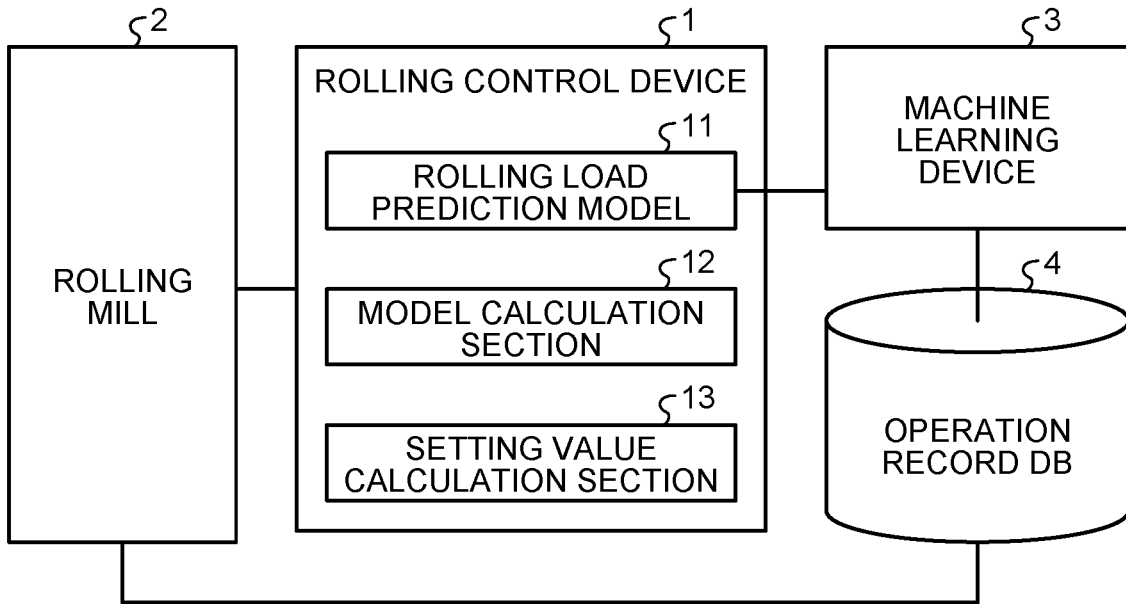 2
1
3
ROLLING CONTROL DEVICE
MACHINE
LEARNING
DEVICE
11
ROLLING LOAD
PREDICTION MODEL
ROLLING
MILL
12
MODEL CALCULATION
SECTION
4
13
SETTING VALUE
CALCULATION SECTION
OPERATION
RECORD DB